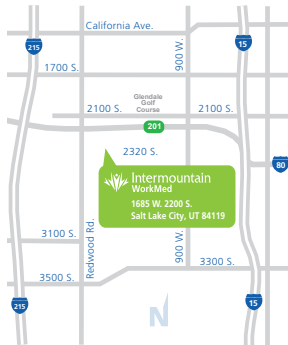 California Ave.
215
15
900 W.
1700 S.
Glendale
Golf
Course
2100 S.
2100 S.
201
2320 S.
80
Intermountain
WorkMed
1685 W. 2200 S.
Salt Lake City, UT 84119
Redwood Rd.
900 W.
3100 S.
3300 S.
3500 S.
215
15
N